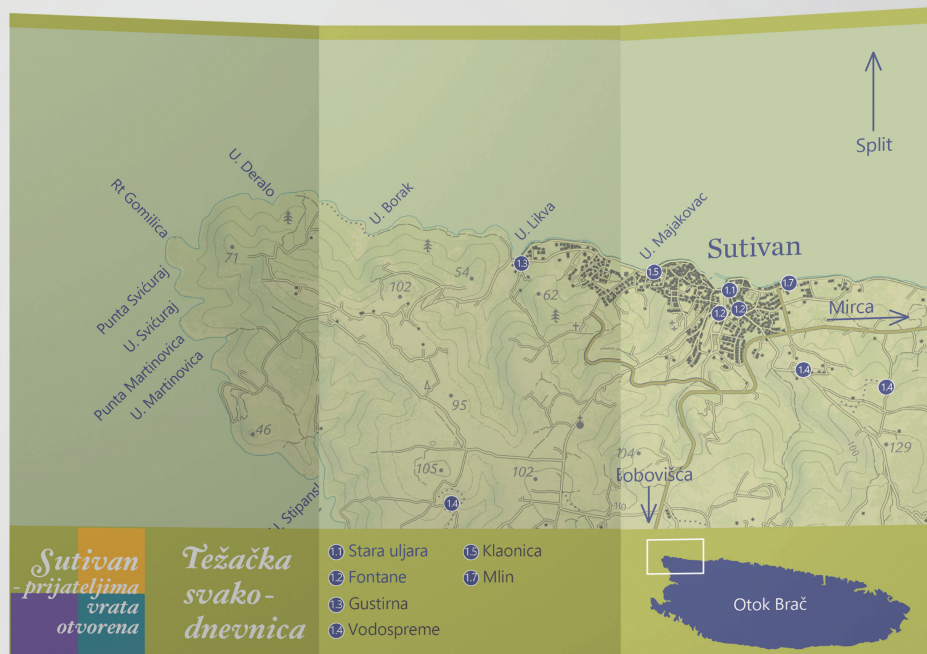 Split
U. Deralo
Rt Gomilica
U. Borak
U. Likva
U. Majakovac
Sutivan
71
54
102
62
1.3
1.5
1.1
1.7
1.2
1.2
Mirca
Punta Svićuraj
U. Svićuraj
Punta Martinovica
U. Martinovica
1.4
1.4
95
46
105
102
104
100
129
Bobovišća
1.4
U. Stipansk
Sutivan
- prijateljima
vrata
otvorena
Težačka
svako-
dnevnica
1.1 Stara uljara
1.2 Fontane
1.3 Gustirna
1.4 Vodospreme
1.5 Klaonica
1.7 Mlin
Otok Brač